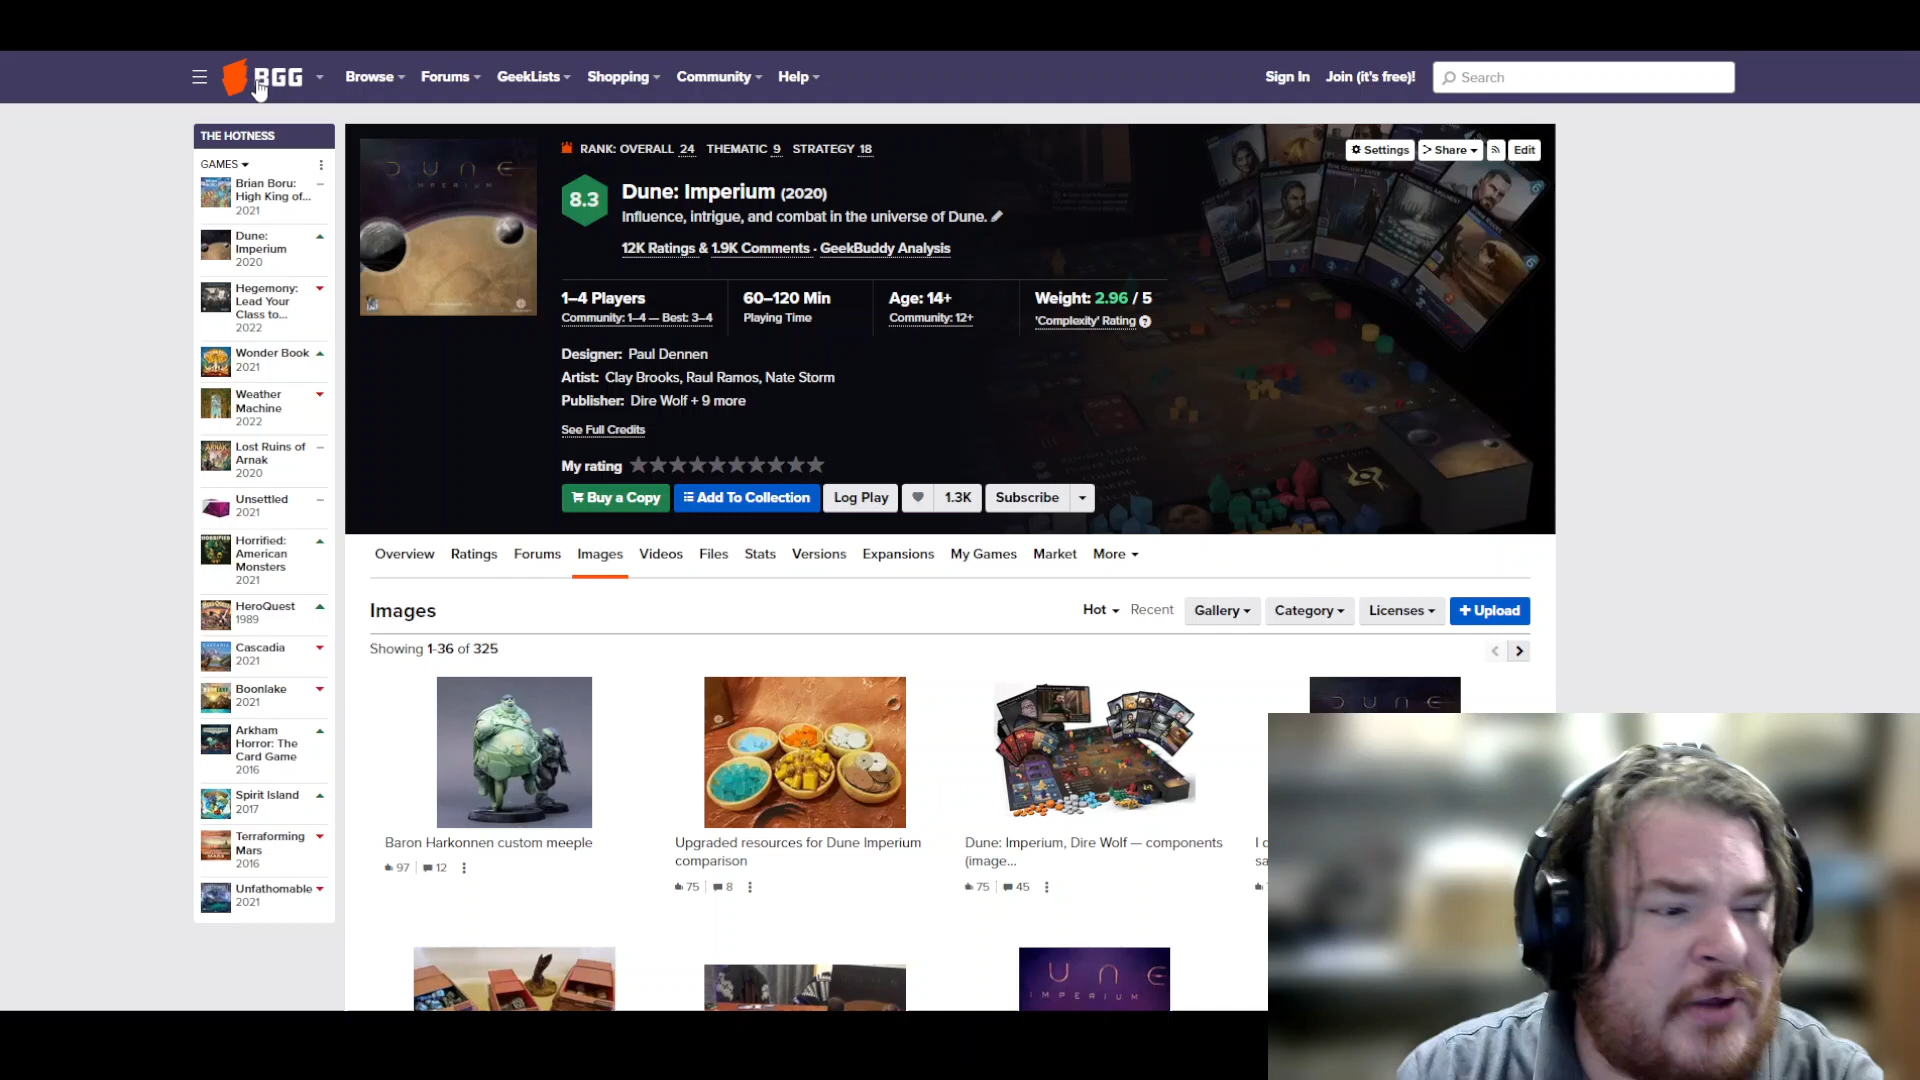 BGG
Browse
Forums
GeekLists
Shopping
Community
Help
Sign In
Join (it's free!)
Search
THE HOTNESS
GAMES
Brian Boru:
High King of...
2021
Dune:
Imperium
2020
Hegemony:
Lead Your
Class to...
2022
Wonder Book
2021
Weather
Machine
2022
Lost Ruins of
Arnak
2020
Unsettled
2021
Horrified:
American
Monsters
2021
HeroQuest
1989
Cascadia
2021
Boonlake
2021
Arkham
Horror: The
Card Game
2016
Spirit Island
2017
Terraforming
Mars
2016
Unfathomable
2021
DUNE
IMPERIUM
RANK: OVERALL 24 THEMATIC 9 STRATEGY 18
Settings
Share
Edit
8.3
Dune: Imperium (2020)
Influence, intrigue, and combat in the universe of Dune.
12K Ratings & 1.9K Comments · GeekBuddy Analysis
1–4 Players
Community: 1–4 — Best: 3–4
60–120 Min
Playing Time
Age: 14+
Community: 12+
Weight: 2.96 / 5
'Complexity' Rating
Designer: Paul Dennen
Artist: Clay Brooks, Raul Ramos, Nate Storm
Publisher: Dire Wolf + 9 more
See Full Credits
My rating
Buy a Copy
Add To Collection
Log Play
1.3K
Subscribe
Overview
Ratings
Forums
Images
Videos
Files
Stats
Versions
Expansions
My Games
Market
More
Images
Hot
Recent
Gallery
Category
Licenses
+ Upload
Showing 1-36 of 325
DUNE
Baron Harkonnen custom meeple
97
12
Upgraded resources for Dune Imperium
comparison
75
8
Dune: Imperium, Dire Wolf — components
(image...
75
45
UNE
IMPERIUM